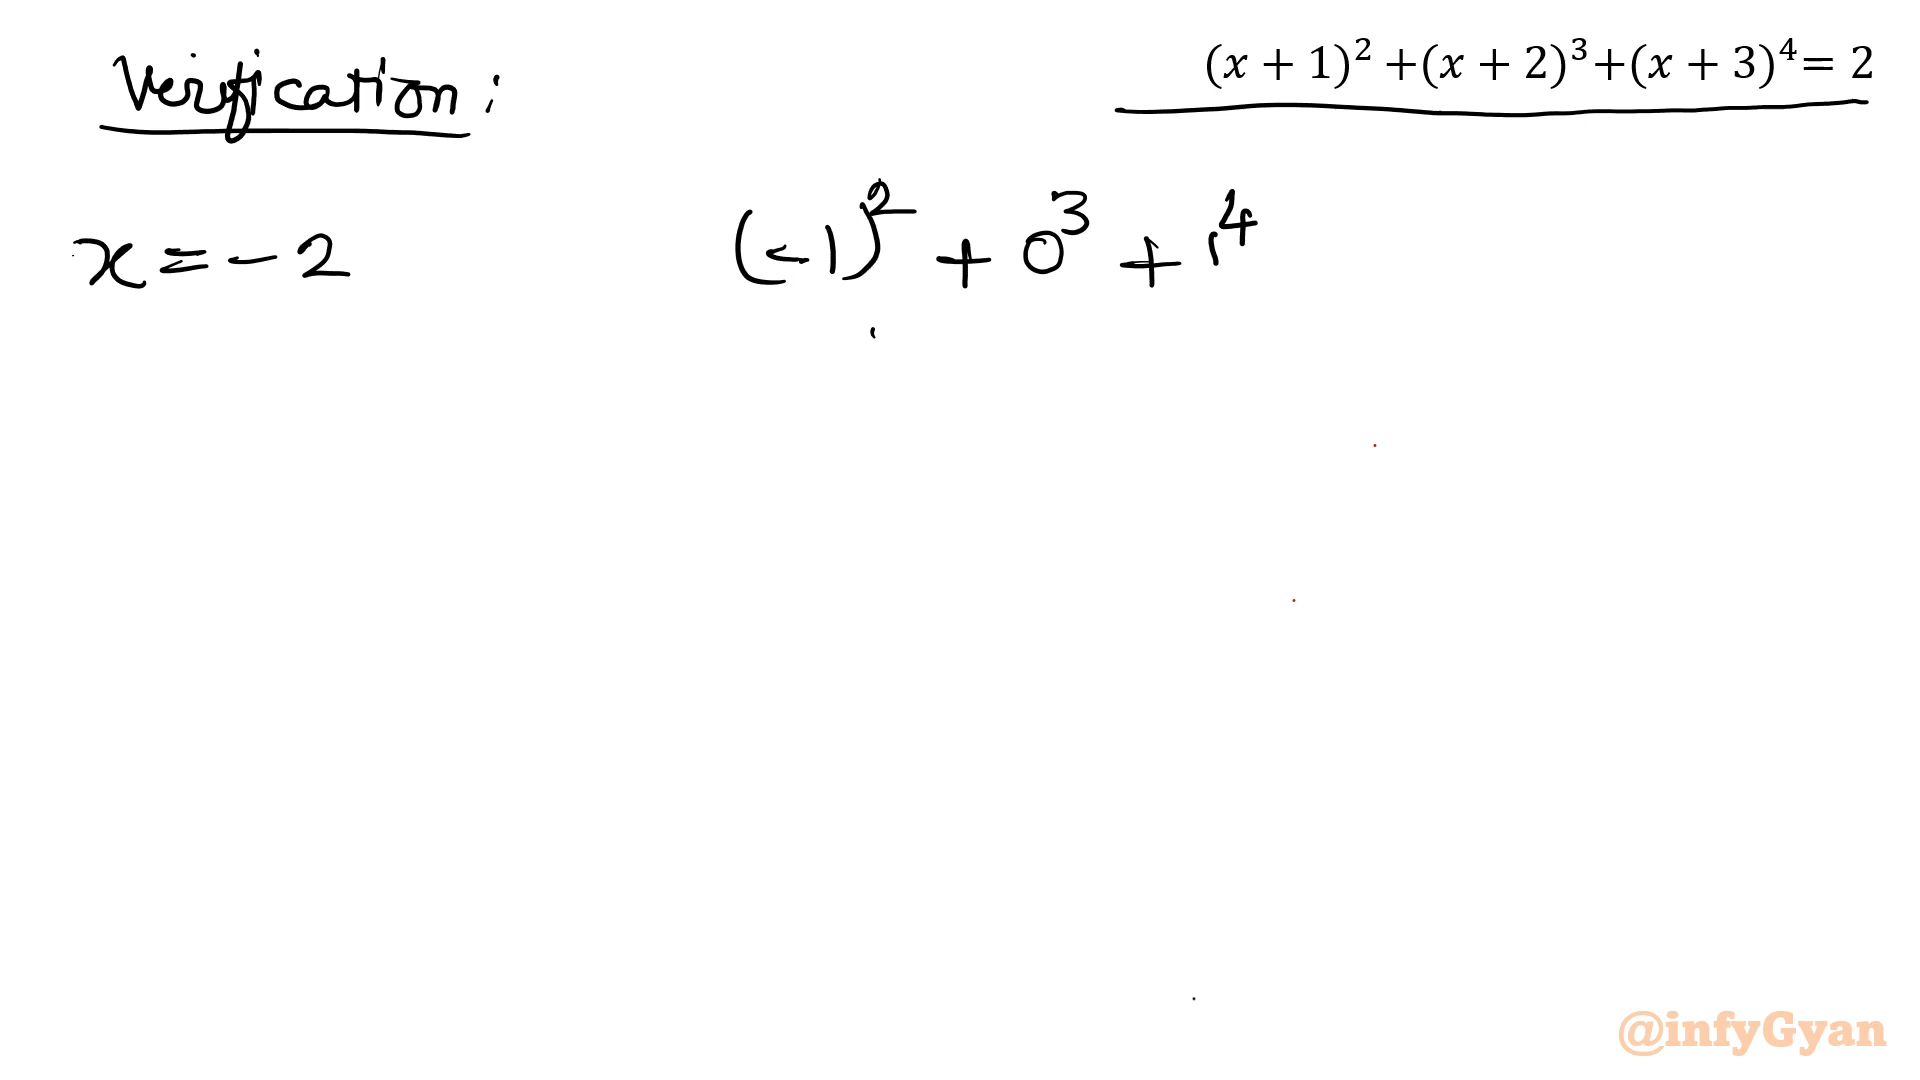 Verification:
(x + 1)² +(x + 2)³+(x + 3)⁴= 2
x = - 2
(-1)² + 0³ + 1⁴
@infyGyan